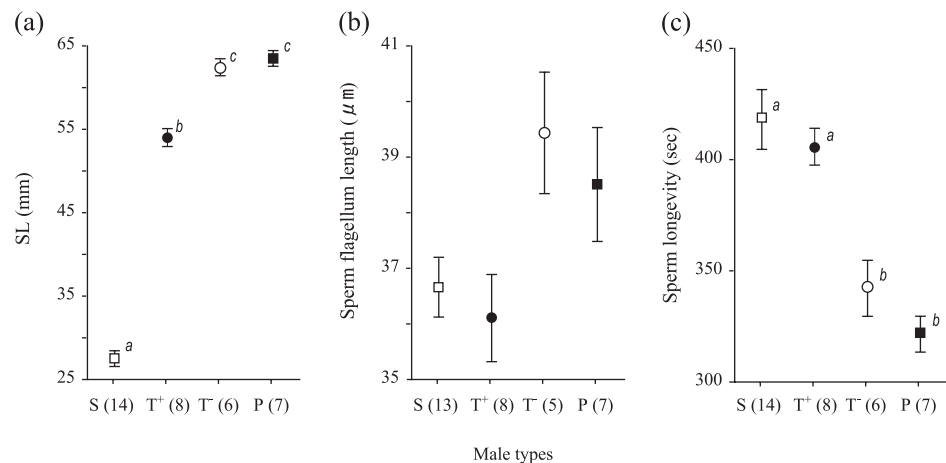 (a)
SL (mm)
65
55
45
35
25
a
b
c
c
S (14) T⁺ (8) T⁻ (6) P (7)
(b)
Sperm flagellum length (μm)
41
39
37
35
S (13) T⁺ (8) T⁻ (5) P (7)
(c)
Sperm longevity (sec)
450
400
350
300
a
a
b
b
S (14) T⁺ (8) T⁻ (6) P (7)
Male types